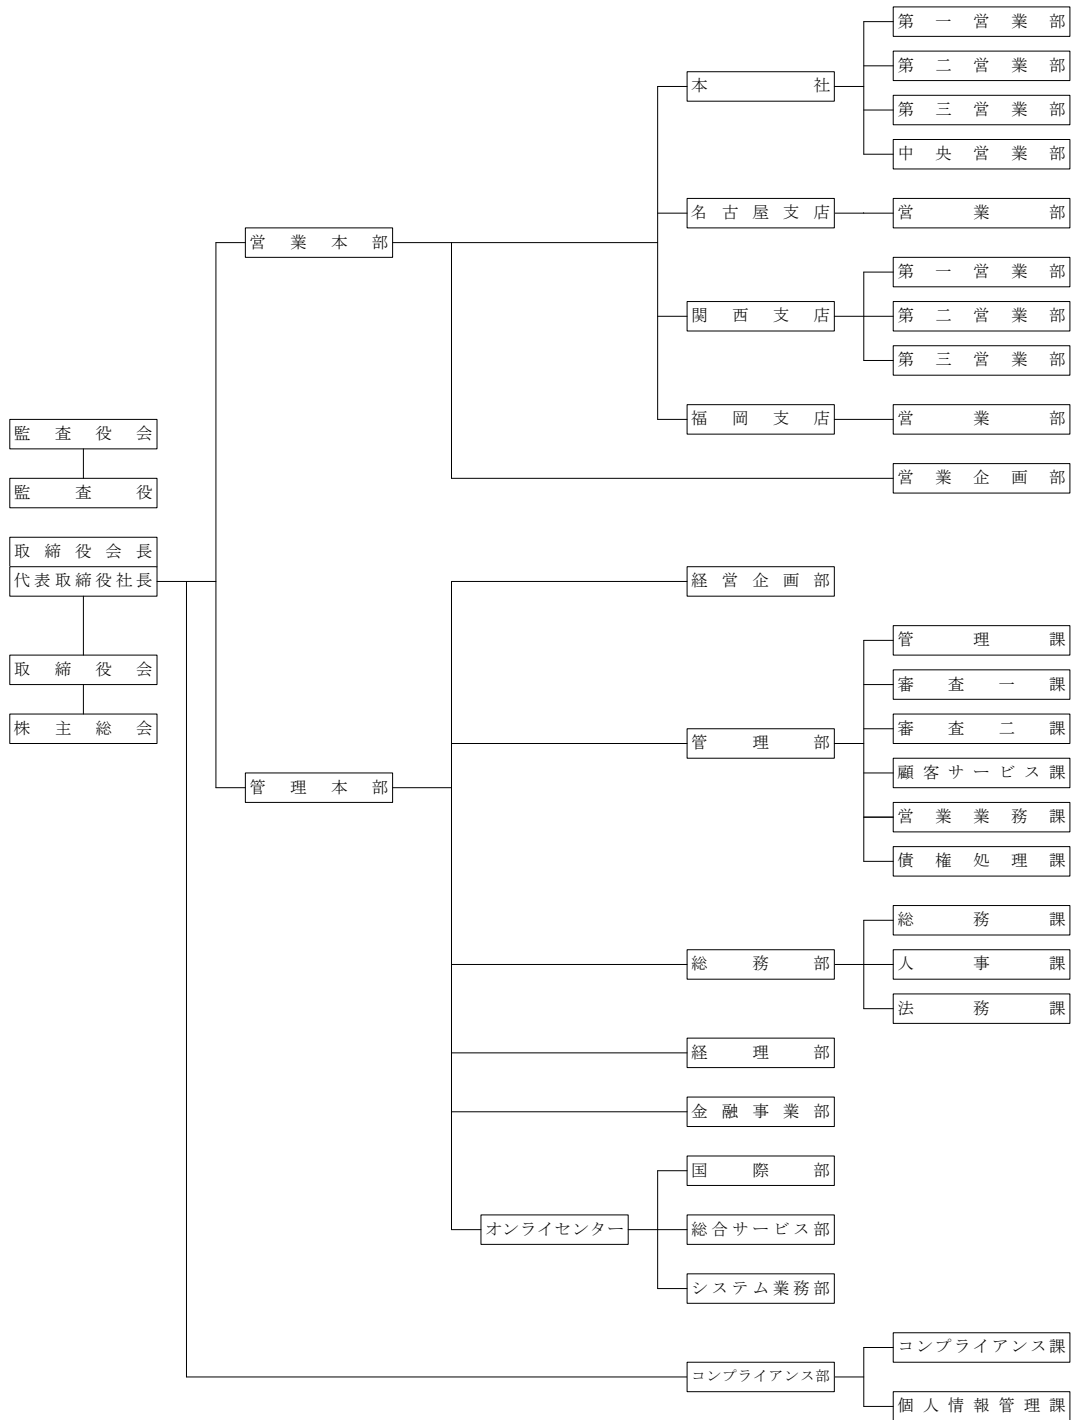 第一営業部
第二営業部
本社
第三営業部
中央営業部
名古屋支店
営業部
営業本部
第一営業部
関西支店
第二営業部
第三営業部
福岡支店
営業部
監査役会
営業企画部
監査役
取締役会長
代表取締役社長
経営企画部
管理課
取締役会
審査一課
株主総会
審査二課
管理部
顧客サービス課
管理本部
営業業務課
債権処理課
総務課
総務部
人事課
法務課
経理部
金融事業部
国際部
オンライセンター
総合サービス部
システム業務部
コンプライアンス課
コンプライアンス部
個人情報管理課